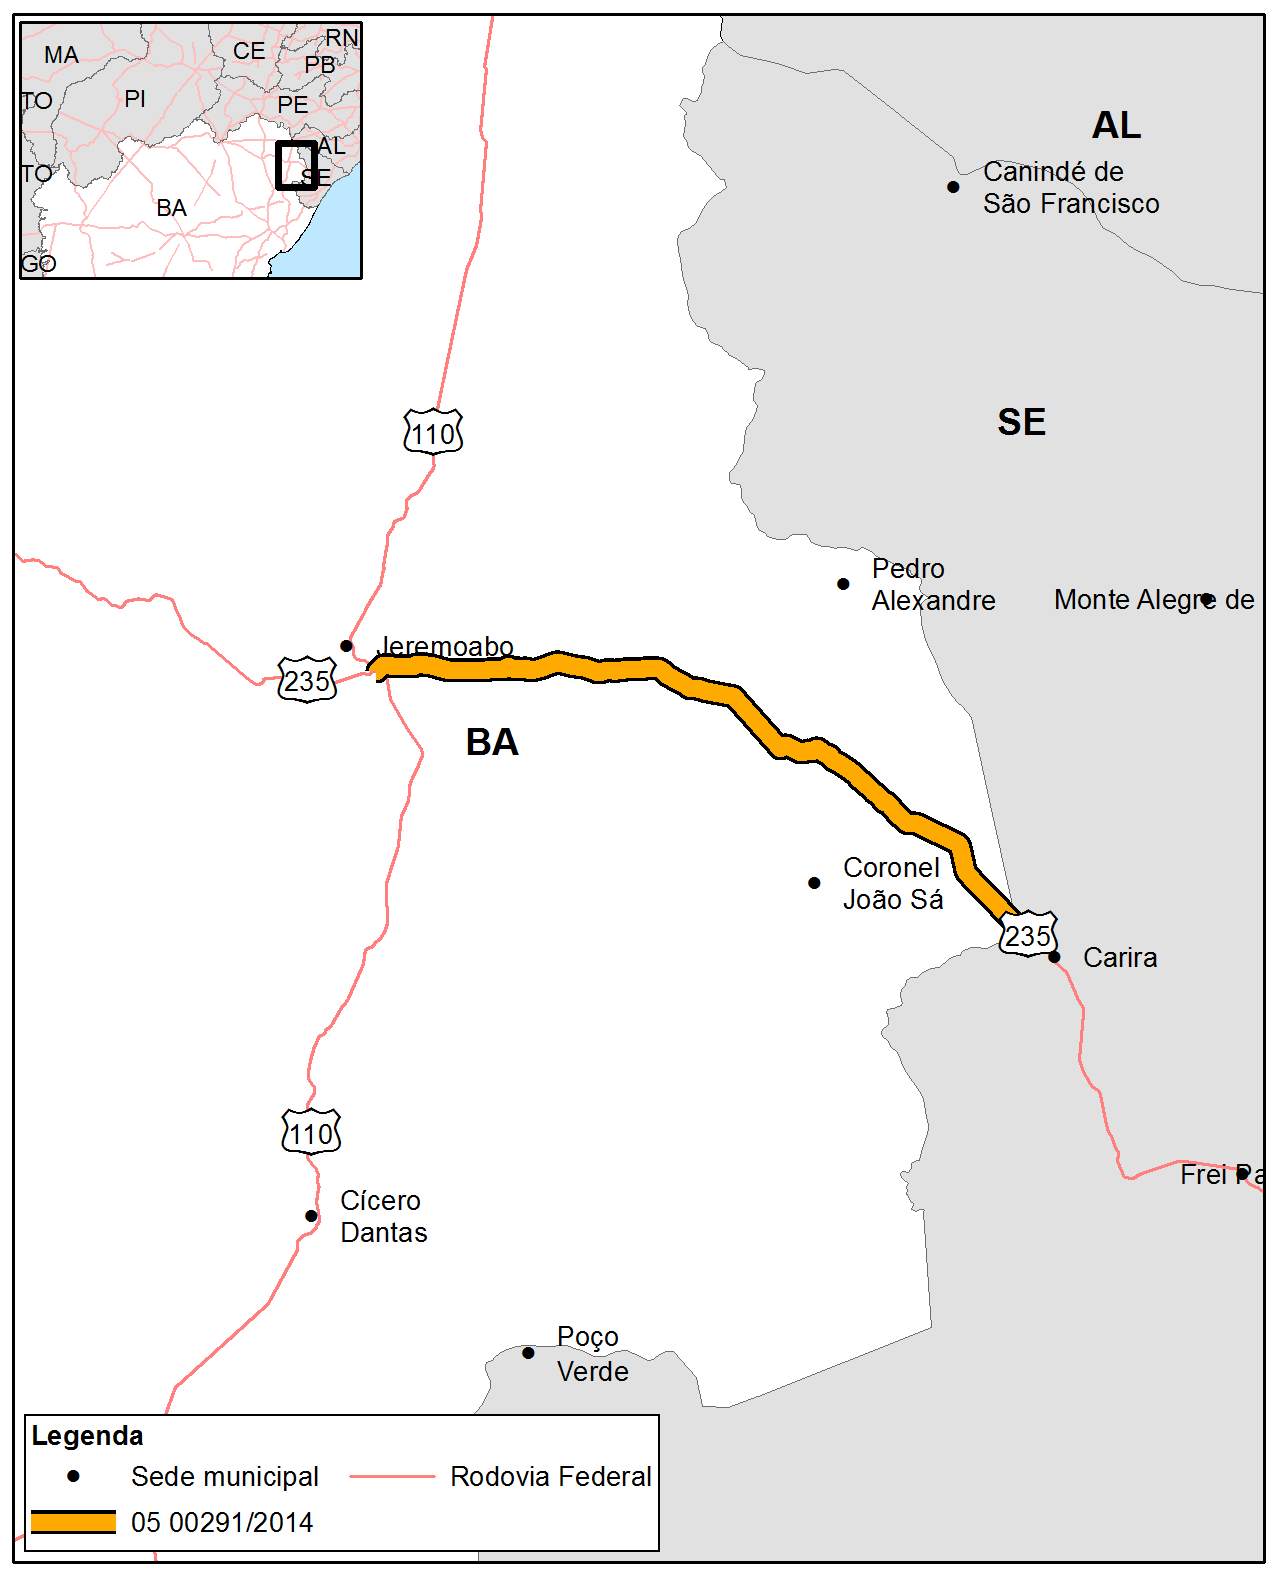 MA
CE
RN
PB
TO
PI
PE
AL
TO
SE
BA
GO
AL
Canindé de
São Francisco
110
SE
Pedro
Alexandre
Monte Alegre de
Jeremoabo
235
BA
Coronel
João Sá
235
Carira
110
Frei Pa
Cícero
Dantas
Poço
Verde
Legenda
Sede municipal
Rodovia Federal
05 00291/2014